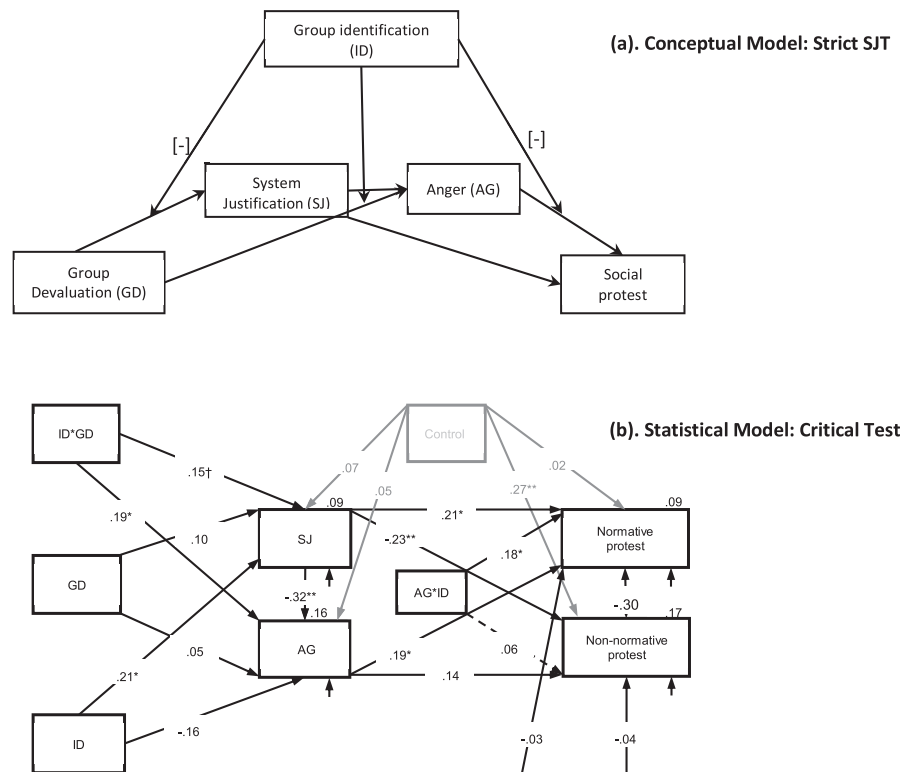 Group identification
(ID)
(a). Conceptual Model: Strict SJT
[-]
[-]
System
Justification (SJ)
Anger (AG)
Group
Devaluation (GD)
Social
protest
ID*GD
Control
(b). Statistical Model: Critical Test
.15†
.07
.05
.02
.27**
.19*
.09
.21*
.09
SJ
Normative
protest
.10
-.23**
.18*
GD
AG*ID
-.32**
.16
-.30
.17
AG
Non-normative
protest
.05
.19*
.06
.21*
.14
-.16
ID
-.03
-.04